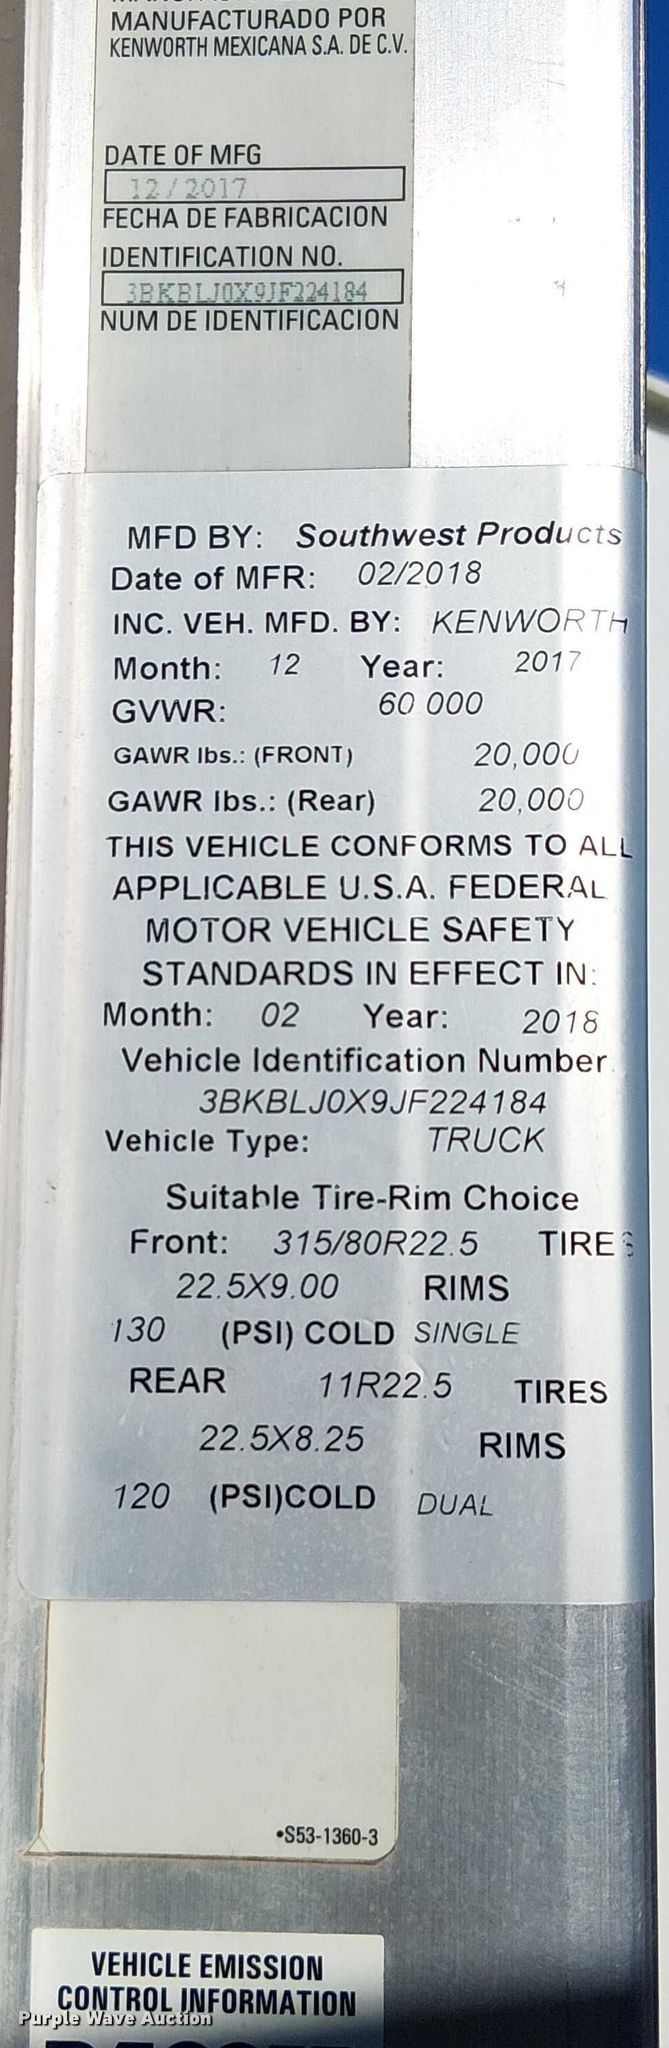 MANUFACTURADO POR
KENWORTH MEXICANA S.A. DE C.V.
DATE OF MFG
12/2017
FECHA DE FABRICACION
IDENTIFICATION NO.
3BKBLJ0X9JF224184
NUM DE IDENTIFICACION
MFD BY: Southwest Products
Date of MFR: 02/2018
INC. VEH. MFD. BY: KENWORTH
Month: 12 Year: 2017
GVWR: 60 000
GAWR lbs.: (FRONT) 20,000
GAWR lbs.: (Rear) 20,000
THIS VEHICLE CONFORMS TO ALL
APPLICABLE U.S.A. FEDERAL
MOTOR VEHICLE SAFETY
STANDARDS IN EFFECT IN:
Month: 02 Year: 2018
Vehicle Identification Number
3BKBLJ0X9JF224184
Vehicle Type: TRUCK
Suitable Tire-Rim Choice
Front: 315/80R22.5 TIRES
22.5X9.00 RIMS
130 (PSI) COLD SINGLE
REAR 11R22.5 TIRES
22.5X8.25 RIMS
120 (PSI)COLD DUAL
•S53-1360-3
VEHICLE EMISSION
CONTROL INFORMATION
Purple Wave Auction